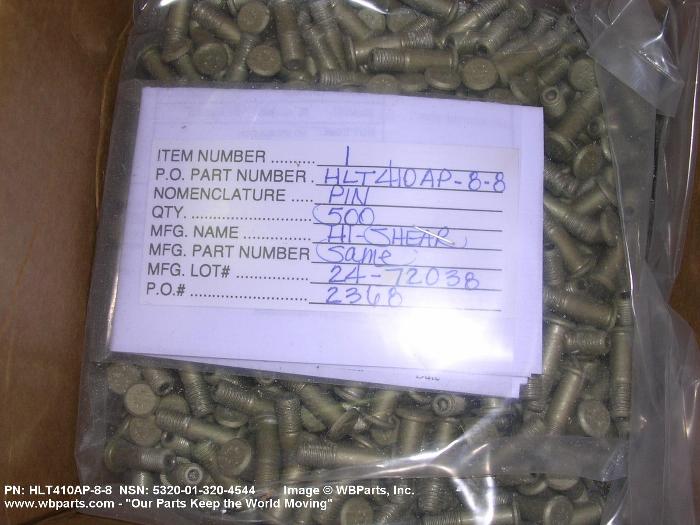 ITEM NUMBER .......... 1
P.O. PART NUMBER . HLT410AP-8-8
NOMENCLATURE ..... PIN
QTY. ........................... 500
MFG. NAME ............... HI-SHEAR
MFG. PART NUMBER same
MFG. LOT# ................ 24-72038
P.O.# .......................... 2368
PN: HLT410AP-8-8 NSN: 5320-01-320-4544 Image © WBParts, Inc.
www.wbparts.com - "Our Parts Keep the World Moving"